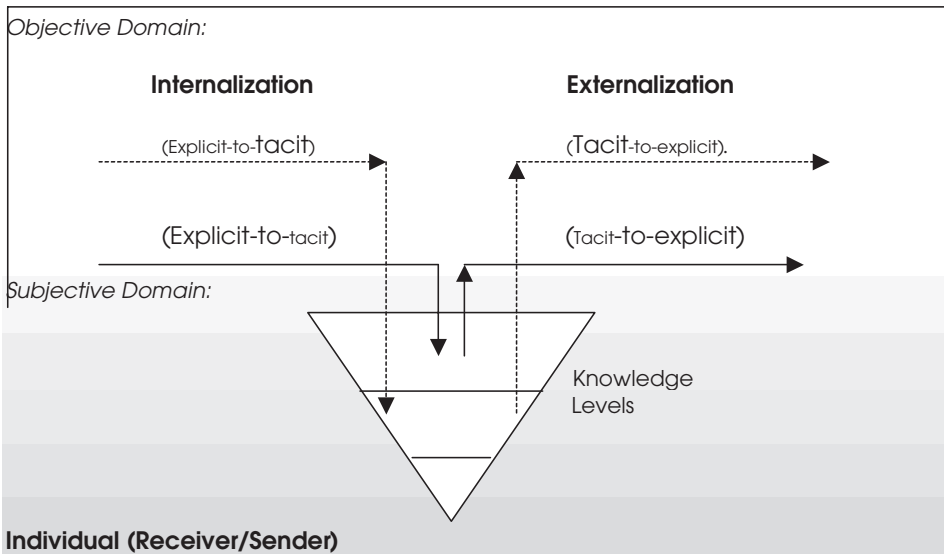 Objective Domain:
Internalization
Externalization
(Explicit-to-tacit)
(Tacit-to-explicit).
(Explicit-to-tacit)
(Tacit-to-explicit)
Subjective Domain:
Knowledge
Levels
Individual (Receiver/Sender)